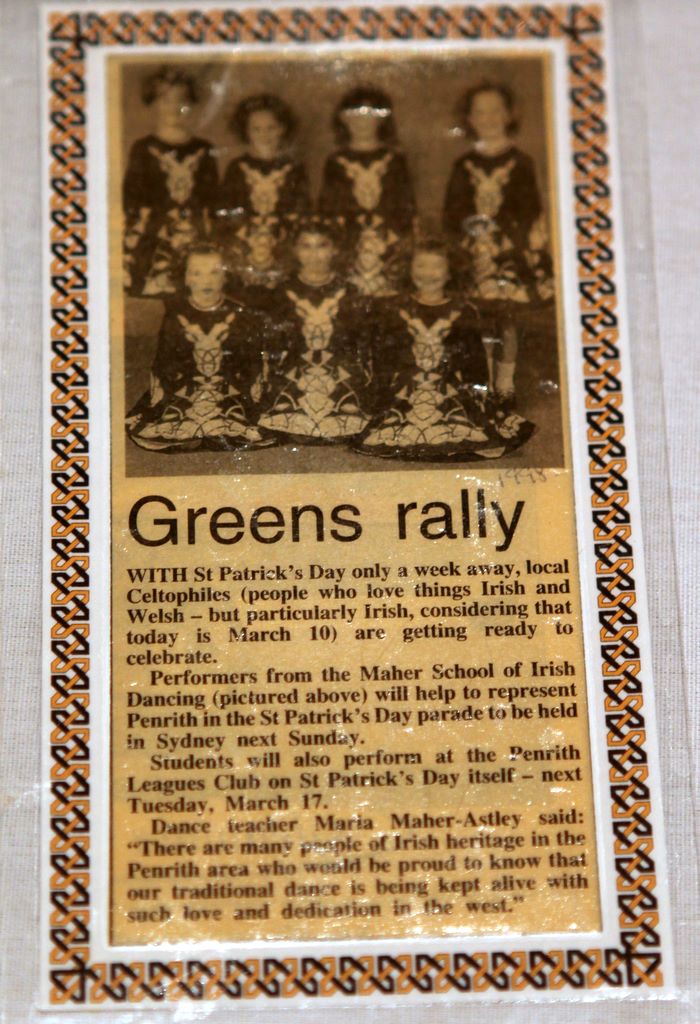 1998
Greens rally
WITH St Patrick's Day only a week away, local
Celtophiles (people who love things Irish and
Welsh – but particularly Irish, considering that
today is March 10) are getting ready to
celebrate.
Performers from the Maher School of Irish
Dancing (pictured above) will help to represent
Penrith in the St Patrick's Day parade to be held
in Sydney next Sunday.
Students will also perform at the Penrith
Leagues Club on St Patrick's Day itself – next
Tuesday, March 17.
Dance teacher Maria Maher-Astley said:
“There are many people of Irish heritage in the
Penrith area who would be proud to know that
our traditional dance is being kept alive with
such love and dedication in the west.”